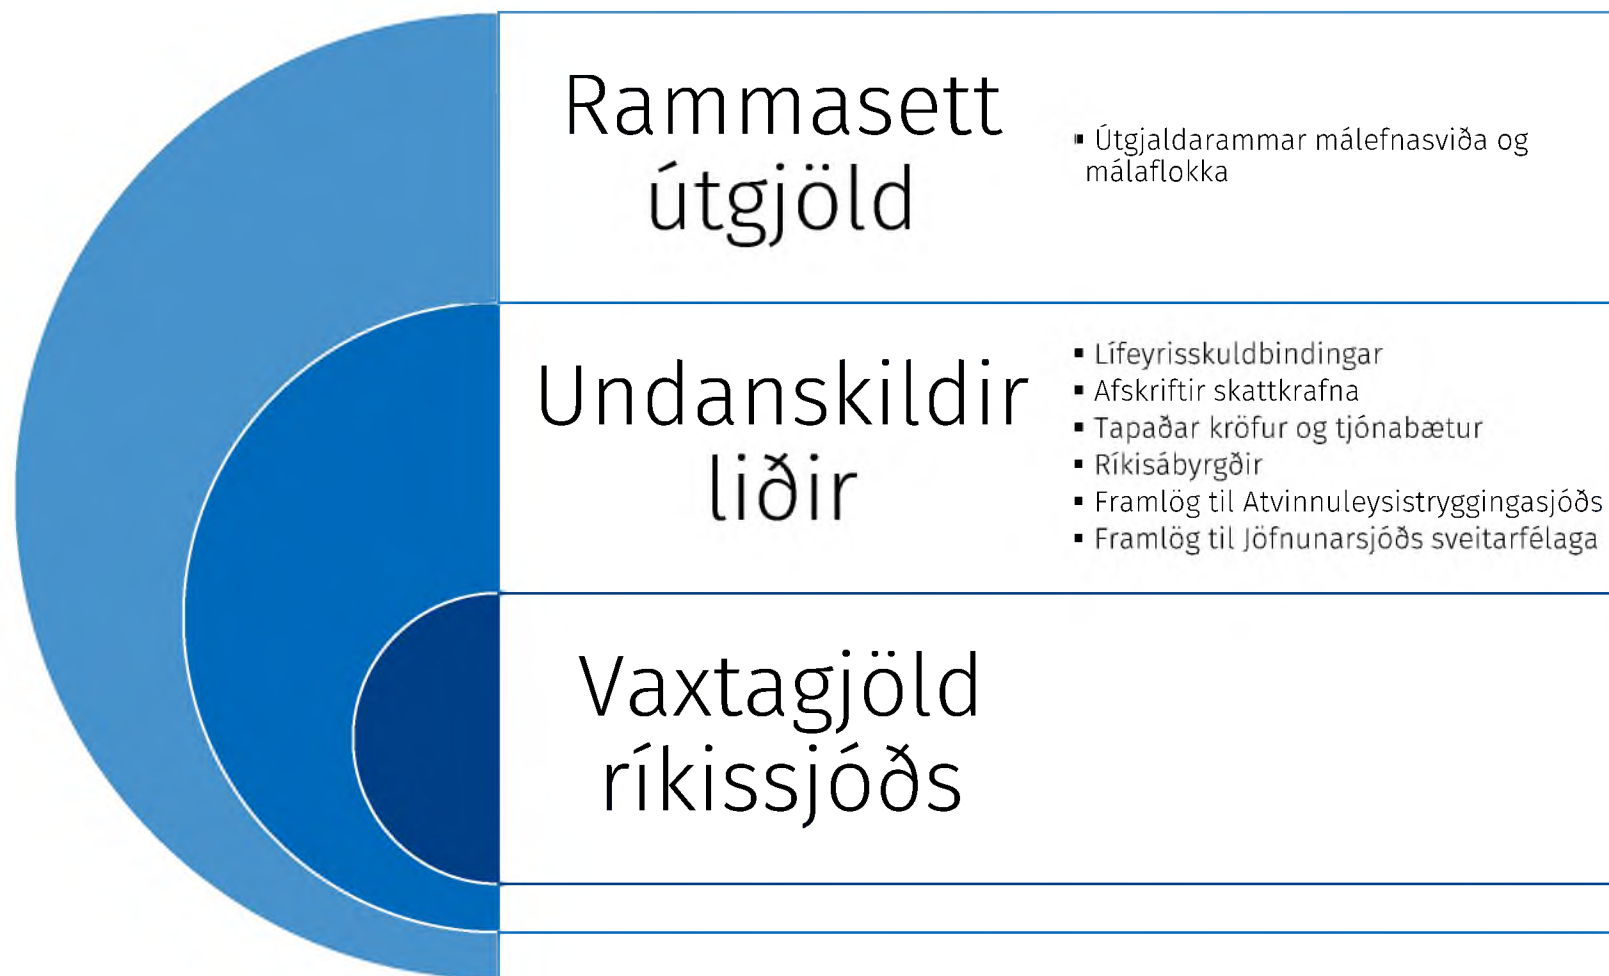 Rammasett
útgjöld
▪ Útgjaldarammar málefnasviða og
málaflokka
Undanskildir
liðir
▪ Lífeyrisskuldbindingar
▪ Afskriftir skattkrafna
▪ Tapaðar kröfur og tjónabætur
▪ Ríkisábyrgðir
▪ Framlög til Atvinnuleysistryggingasjóðs
▪ Framlög til Jöfnunarsjóðs sveitarfélaga
Vaxtagjöld
ríkissjóðs